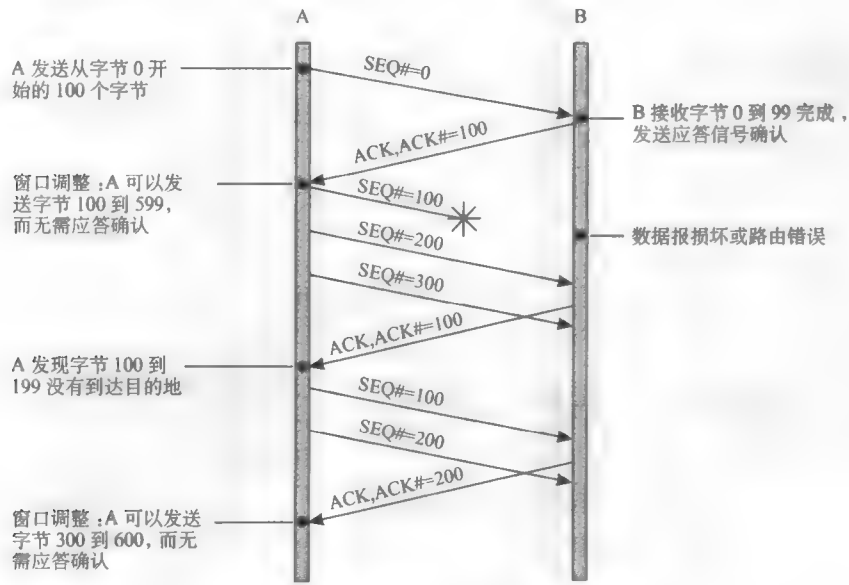 A
B
A 发送从字节 0 开
始的 100 个字节
SEQ#=0
B 接收字节 0 到 99 完成，
发送应答信号确认
ACK,ACK#=100
窗口调整：A 可以发
送字节 100 到 599，
而无需应答确认
SEQ#=100
SEQ#=200
数据报损坏或路由错误
SEQ#=300
ACK,ACK#=100
A 发现字节 100 到
199 没有到达目的地
SEQ#=100
SEQ#=200
ACK,ACK#=200
窗口调整：A 可以发送
字节 300 到 600，而无
需应答确认